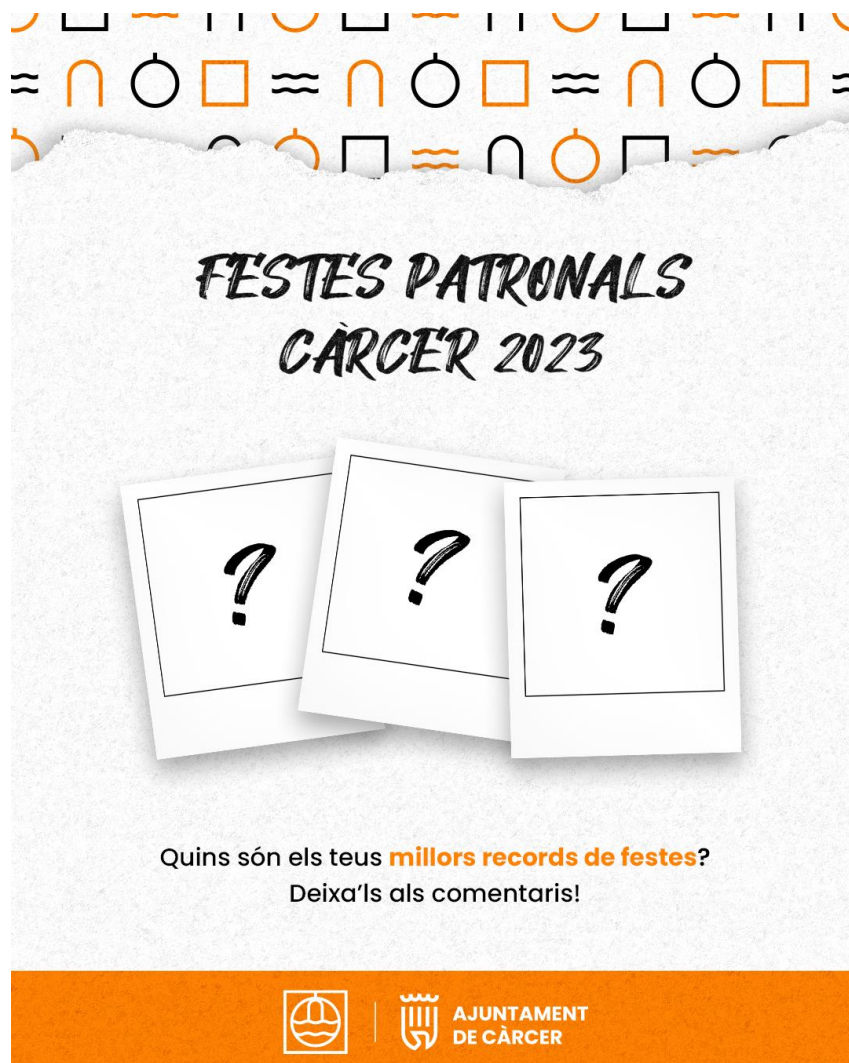 FESTES PATRONALS
CÀRCER 2023
? ? ?
Quins són els teus millors records de festes?
Deixa’ls als comentaris!
AJUNTAMENT
DE CÀRCER